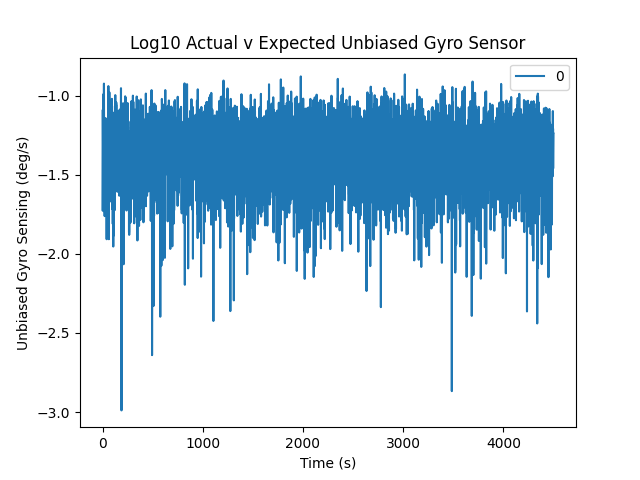 Log10 Actual v Expected Unbiased Gyro Sensor
0
Unbiased Gyro Sensing (deg/s)
−1.0
−1.5
−2.0
−2.5
−3.0
0 1000 2000 3000 4000
Time (s)